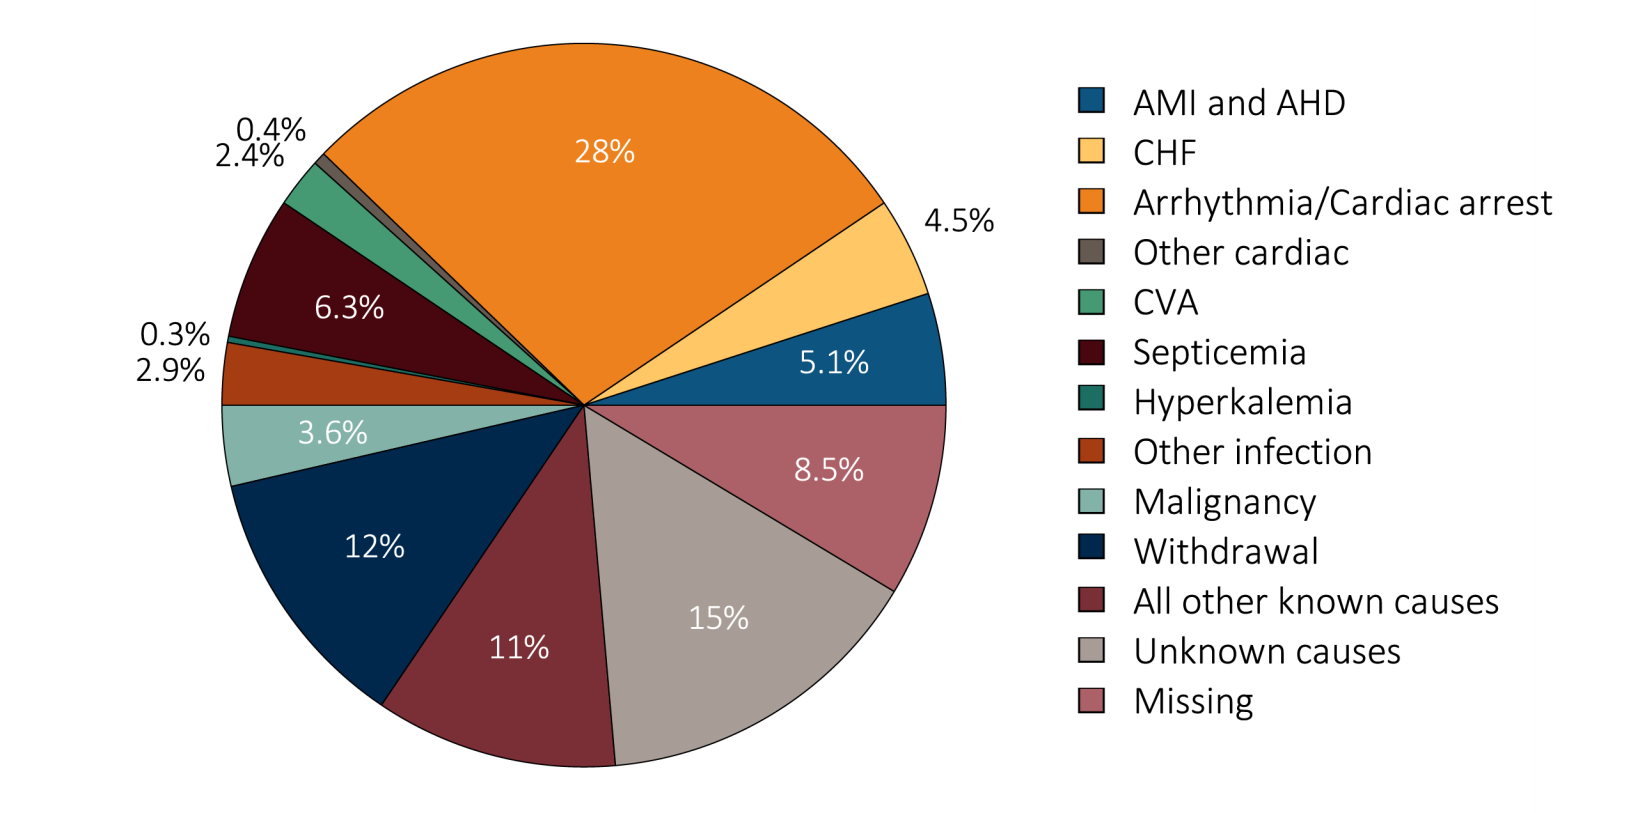 0.4%
2.4%
28%
4.5%
6.3%
5.1%
0.3%
2.9%
3.6%
8.5%
12%
15%
11%
AMI and AHD
CHF
Arrhythmia/Cardiac arrest
Other cardiac
CVA
Septicemia
Hyperkalemia
Other infection
Malignancy
Withdrawal
All other known causes
Unknown causes
Missing